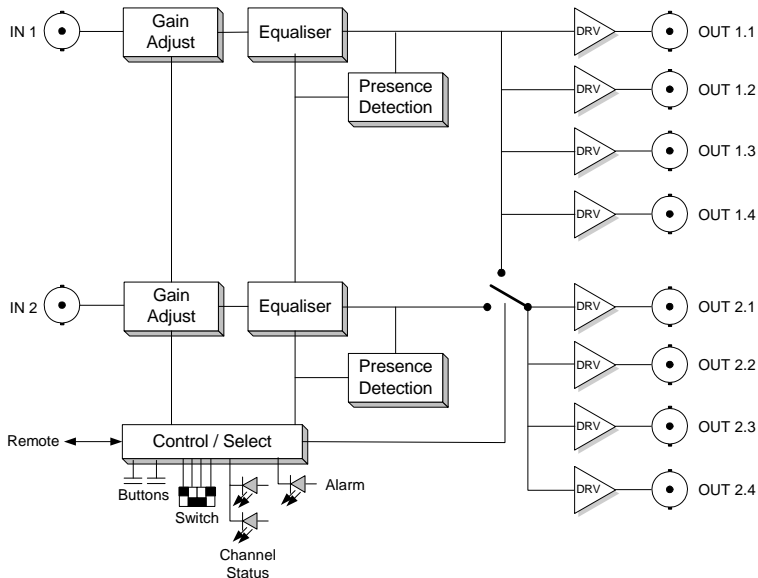 IN 1
Gain
Adjust
Equaliser
Presence
Detection
DRV
OUT 1.1
DRV
OUT 1.2
DRV
OUT 1.3
DRV
OUT 1.4
IN 2
Gain
Adjust
Equaliser
Presence
Detection
DRV
OUT 2.1
DRV
OUT 2.2
DRV
OUT 2.3
DRV
OUT 2.4
Remote
Control / Select
Buttons
Switch
Alarm
Channel
Status